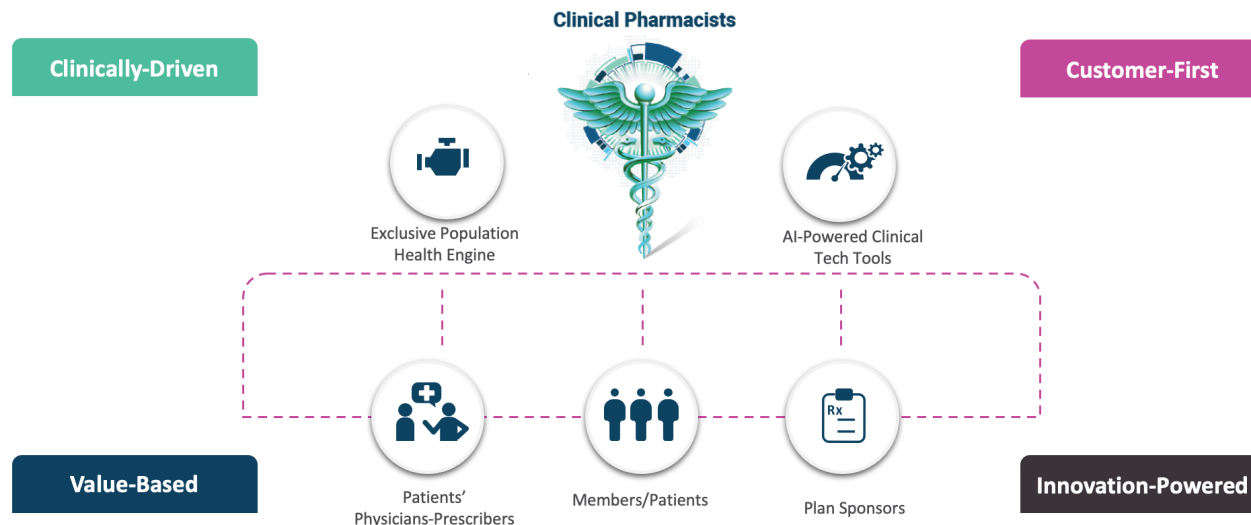 Clinical Pharmacists
Clinically-Driven
Customer-First
Exclusive Population
Health Engine
AI-Powered Clinical
Tech Tools
Rx
Value-Based
Innovation-Powered
Patients’
Physicians-Prescribers
Members/Patients
Plan Sponsors